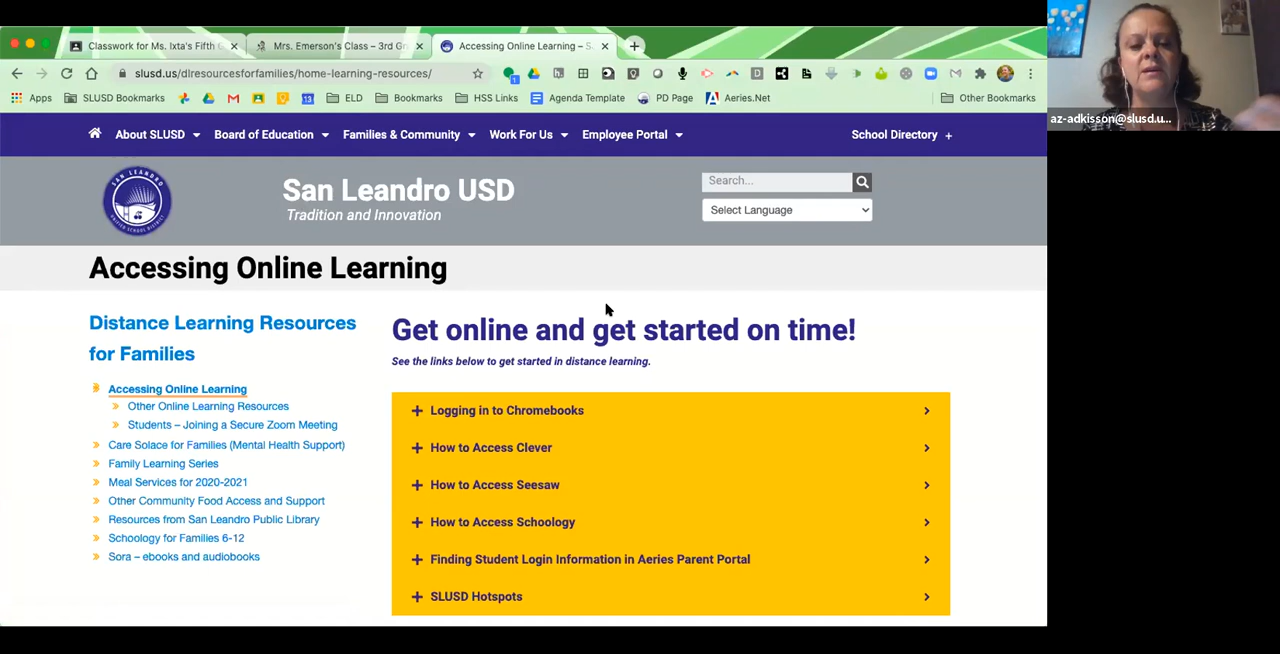 Classwork for Ms. Ixta's Fifth G
Mrs. Emerson's Class – 3rd Gr
Accessing Online Learning – S
slusd.us/dlresourcesforfamilies/home-learning-resources/
Apps
SLUSD Bookmarks
13
ELD
Bookmarks
HSS Links
Agenda Template
PD Page
Aeries.Net
Other Bookmarks
az-adkisson@slusd.u...
About SLUSD
Board of Education
Families & Community
Work For Us
Employee Portal
School Directory +
San Leandro USD
Tradition and Innovation
Search...
Select Language
SAN LEANDRO
UNIFIED SCHOOL DISTRICT
Accessing Online Learning
Distance Learning Resources
for Families
Accessing Online Learning
Other Online Learning Resources
Students – Joining a Secure Zoom Meeting
Care Solace for Families (Mental Health Support)
Family Learning Series
Meal Services for 2020-2021
Other Community Food Access and Support
Resources from San Leandro Public Library
Schoology for Families 6-12
Sora – ebooks and audiobooks
Get online and get started on time!
See the links below to get started in distance learning.
+ Logging in to Chromebooks
+ How to Access Clever
+ How to Access Seesaw
+ How to Access Schoology
+ Finding Student Login Information in Aeries Parent Portal
+ SLUSD Hotspots